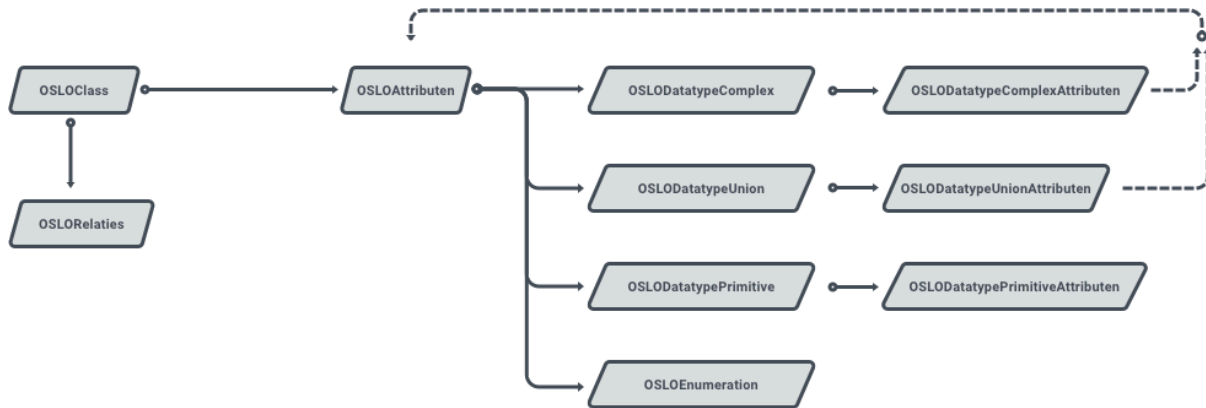 OSLOClass
OSLOAttributen
OSLODatatypeComplex
OSLODatatypeComplexAttributen
OSLODatatypeUnion
OSLODatatypeUnionAttributen
OSLORelaties
OSLODatatypePrimitive
OSLODatatypePrimitiveAttributen
OSLOEnumeration